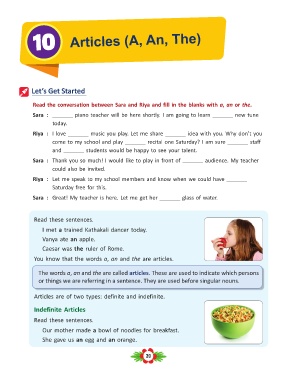 10 Articles (A, An, The)
Let's Get Started
Read the conversation between Sara and Riya and fill in the blanks with a, an or the.
Sara : _______ piano teacher will be here shortly. I am going to learn _______ new tune
today.
Riya : I love _______ music you play. Let me share _______ idea with you. Why don't you
come to my school and play _______ recital one Saturday? I am sure _______ staff
and _______ students would be happy to see your talent.
Sara : Thank you so much! I would like to play in front of _______ audience. My teacher
could also be invited.
Riya : Let me speak to my school members and know when we could have _______
Saturday free for this.
Sara : Great! My teacher is here. Let me get her _______ glass of water.
Read these sentences.
I met a trained Kathakali dancer today.
Vanya ate an apple.
Caesar was the ruler of Rome.
You know that the words a, an and the are articles.
The words a, an and the are called articles. These are used to indicate which persons
or things we are referring in a sentence. They are used before singular nouns.
Articles are of two types: definite and indefinite.
Indefinite Articles
Read these sentences.
Our mother made a bowl of noodles for breakfast.
She gave us an egg and an orange.